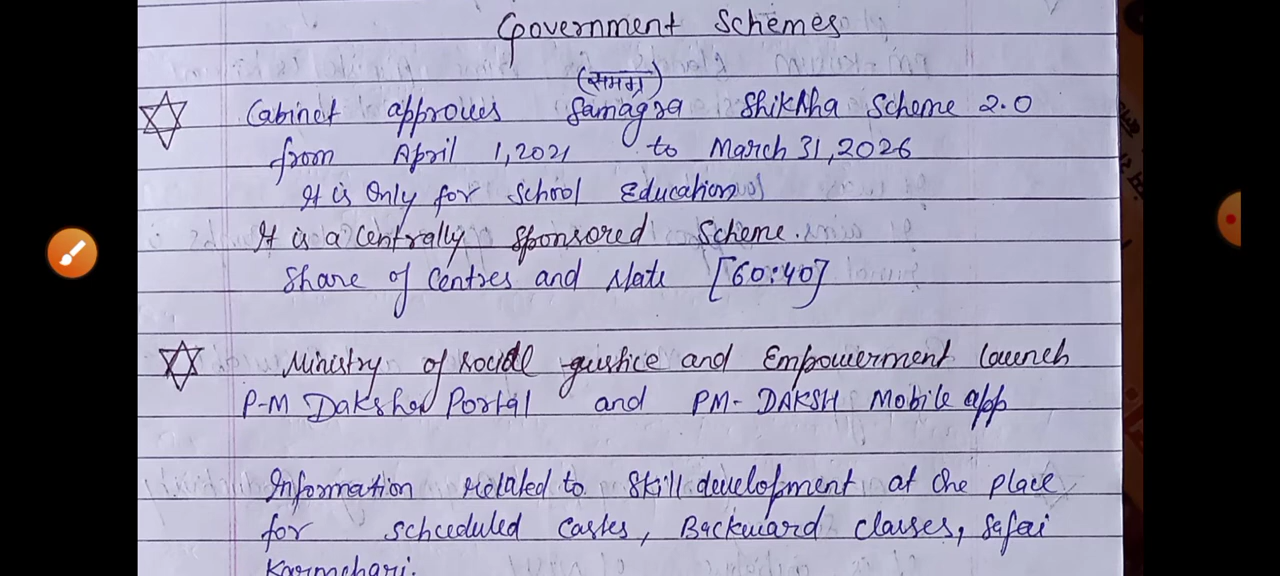 Government Schemes
(समग्र)
Cabinet approves Samagra Shiksha Scheme 2.0
from April 1, 2021 to March 31, 2026
It is Only for School Education
It is a Centrally Sponsored Scheme.
Share of Centres and State [60:40]
Ministry of Social Justice and Empowerment launch
P-M Daksh Portal and PM-DAKSH Mobile app
Information related to Skill development at One place
for Scheduled Castes, Backward Classes, Safai
Karmchari.